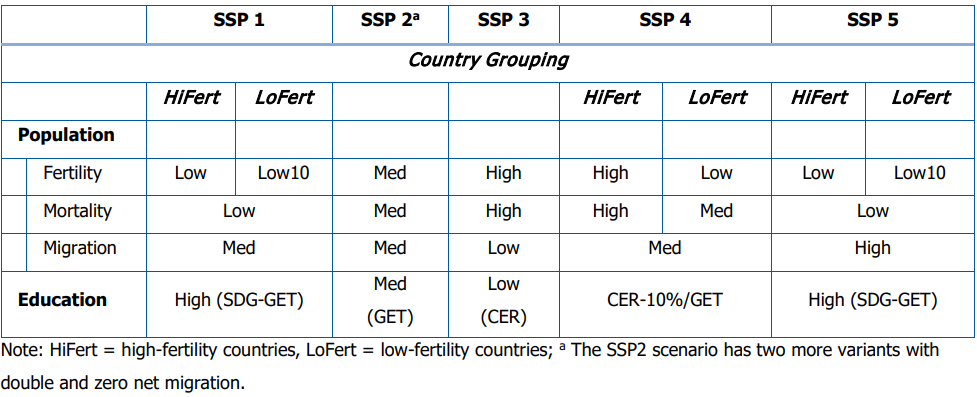 SSP 1 SSP 2ª SSP 3 SSP 4 SSP 5
Country Grouping
HiFert LoFert HiFert LoFert HiFert LoFert
Population
Fertility Low Low10 Med High High Low Low Low10
Mortality Low Med High High Med Low
Migration Med Med Low Med High
Education High (SDG-GET) Med (GET) Low (CER) CER-10%/GET High (SDG-GET)
Note: HiFert = high-fertility countries, LoFert = low-fertility countries; ª The SSP2 scenario has two more variants with
double and zero net migration.